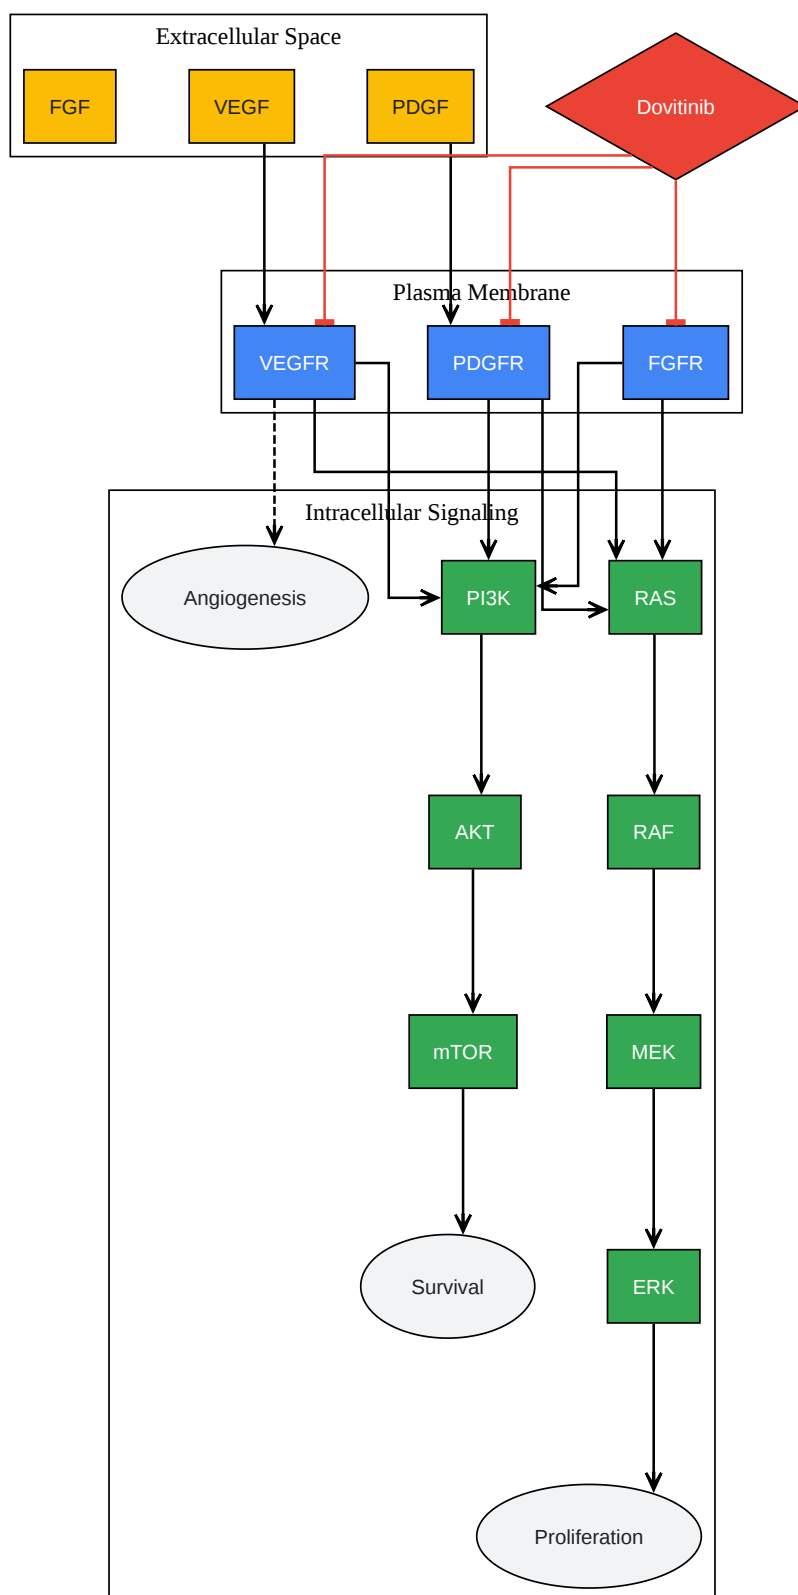 Extracellular Space
FGF
VEGF
PDGF
Dovitinib
Plasma Membrane
VEGFR
PDGFR
FGFR
Intracellular Signaling
Angiogenesis
PI3K
RAS
AKT
RAF
mTOR
MEK
Survival
ERK
Proliferation